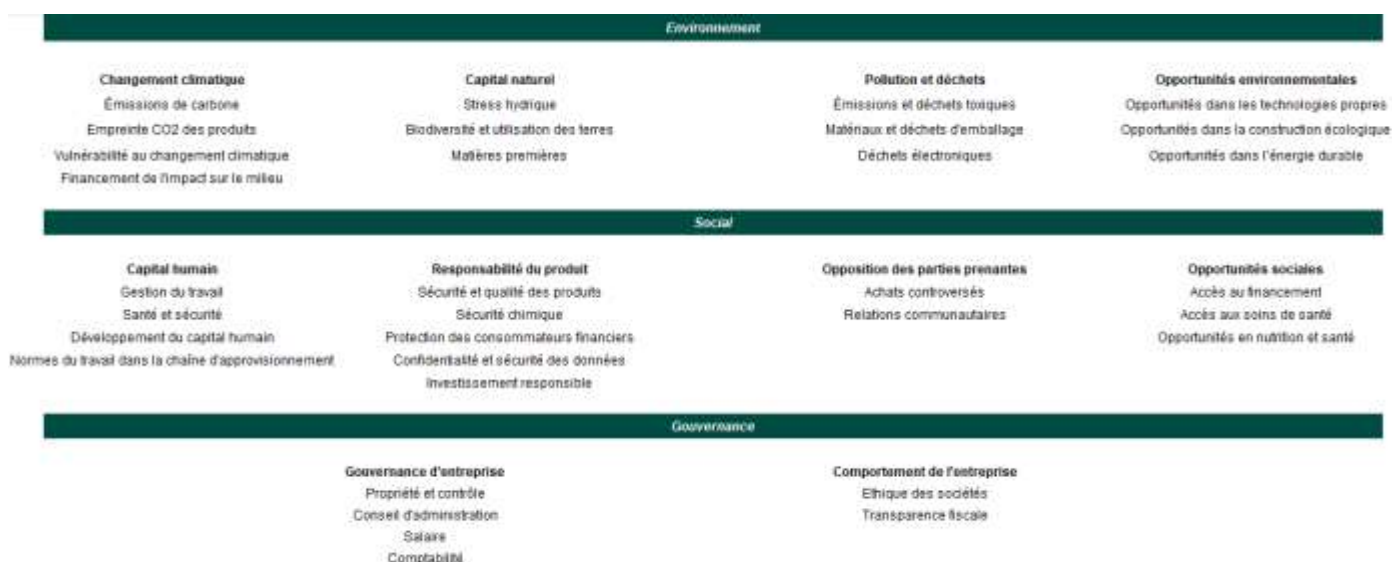 Environnement
Changement climatique
Émissions de carbone
Empreinte CO2 des produits
Vulnérabilité au changement climatique
Financement de l'impact sur le milieu
Capital naturel
Stress hydrique
Biodiversité et utilisation des terres
Matières premières
Pollution et déchets
Émissions et déchets toxiques
Matériaux et déchets d'emballage
Déchets électroniques
Opportunités environnementales
Opportunités dans les technologies propres
Opportunités dans la construction écologique
Opportunités dans l'énergie durable
Social
Capital humain
Gestion du travail
Santé et sécurité
Développement du capital humain
Normes du travail dans la chaîne d'approvisionnement
Responsabilité du produit
Sécurité et qualité des produits
Sécurité chimique
Protection des consommateurs financiers
Confidentialité et sécurité des données
Investissement responsable
Opposition des parties prenantes
Achats controversés
Relations communautaires
Opportunités sociales
Accès au financement
Accès aux soins de santé
Opportunités en nutrition et santé
Gouvernance
Gouvernance d'entreprise
Propriété et contrôle
Conseil d'administration
Salaire
Comptabilité
Comportement de l'entreprise
Ethique des sociétés
Transparence fiscale